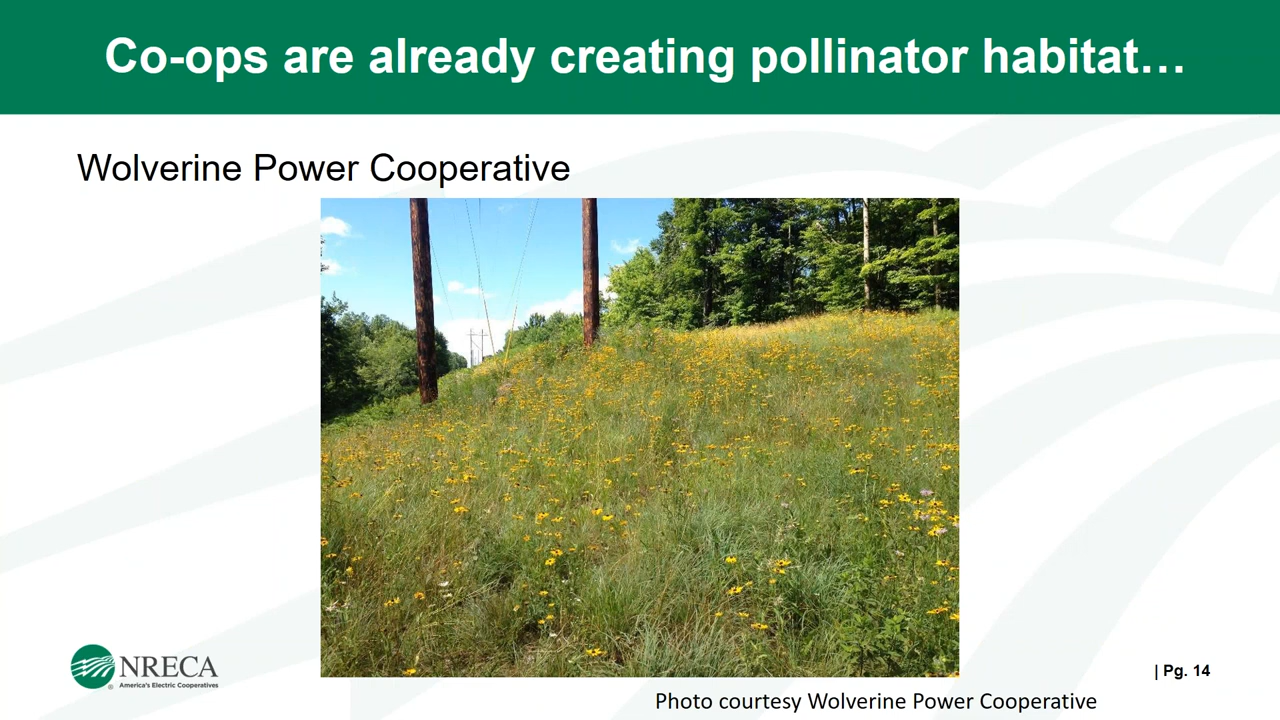 Co-ops are already creating pollinator habitat…
Wolverine Power Cooperative
NRECA
America's Electric Cooperatives
®
| Pg. 14
Photo courtesy Wolverine Power Cooperative